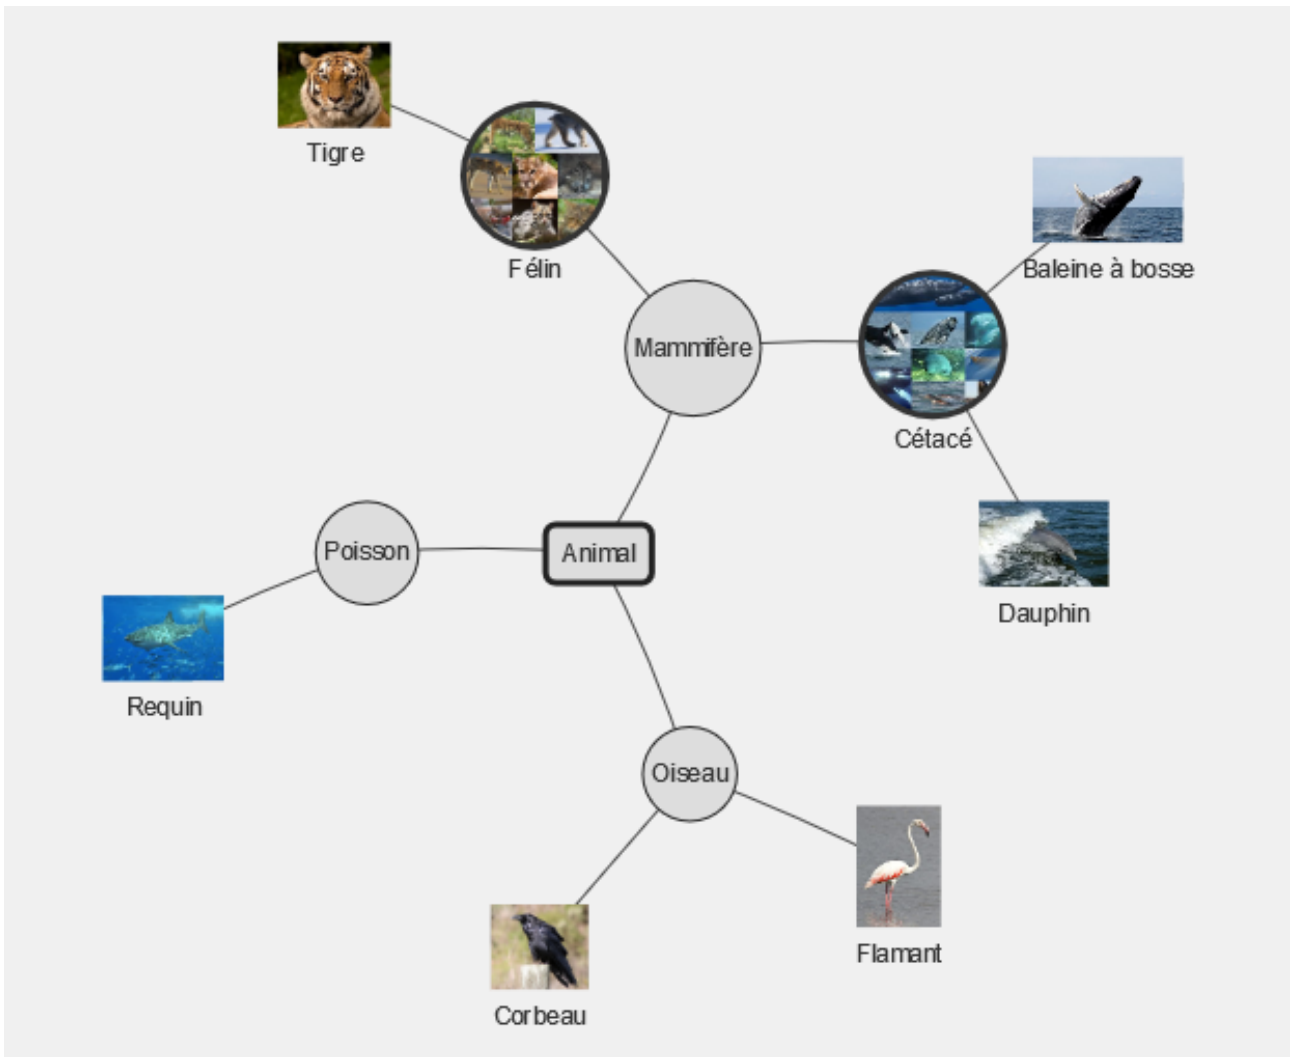 Tigre
Félin
Baleine à bosse
Mammifère
Cétacé
Poisson
Animal
Dauphin
Requin
Oiseau
Flamant
Corbeau